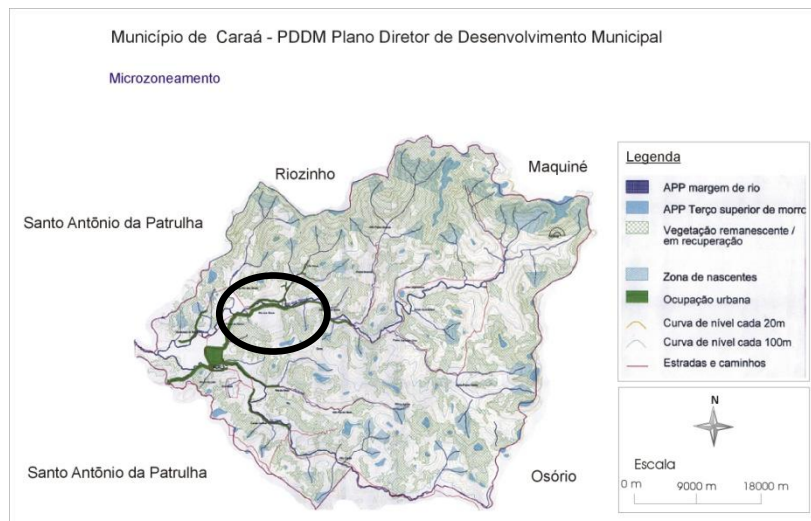 Município de Caraá - PDDM Plano Diretor de Desenvolvimento Municipal
Microzoneamento
Riozinho
Maquiné
Santo Antônio da Patrulha
Santo Antônio da Patrulha
Osório
Legenda
APP margem de rio
APP Terço superior de morro
Vegetação remanescente /
em recuperação
Zona de nascentes
Ocupação urbana
Curva de nível cada 20m
Curva de nível cada 100m
Estradas e caminhos
N
Escala
0 m 9000 m 18000 m